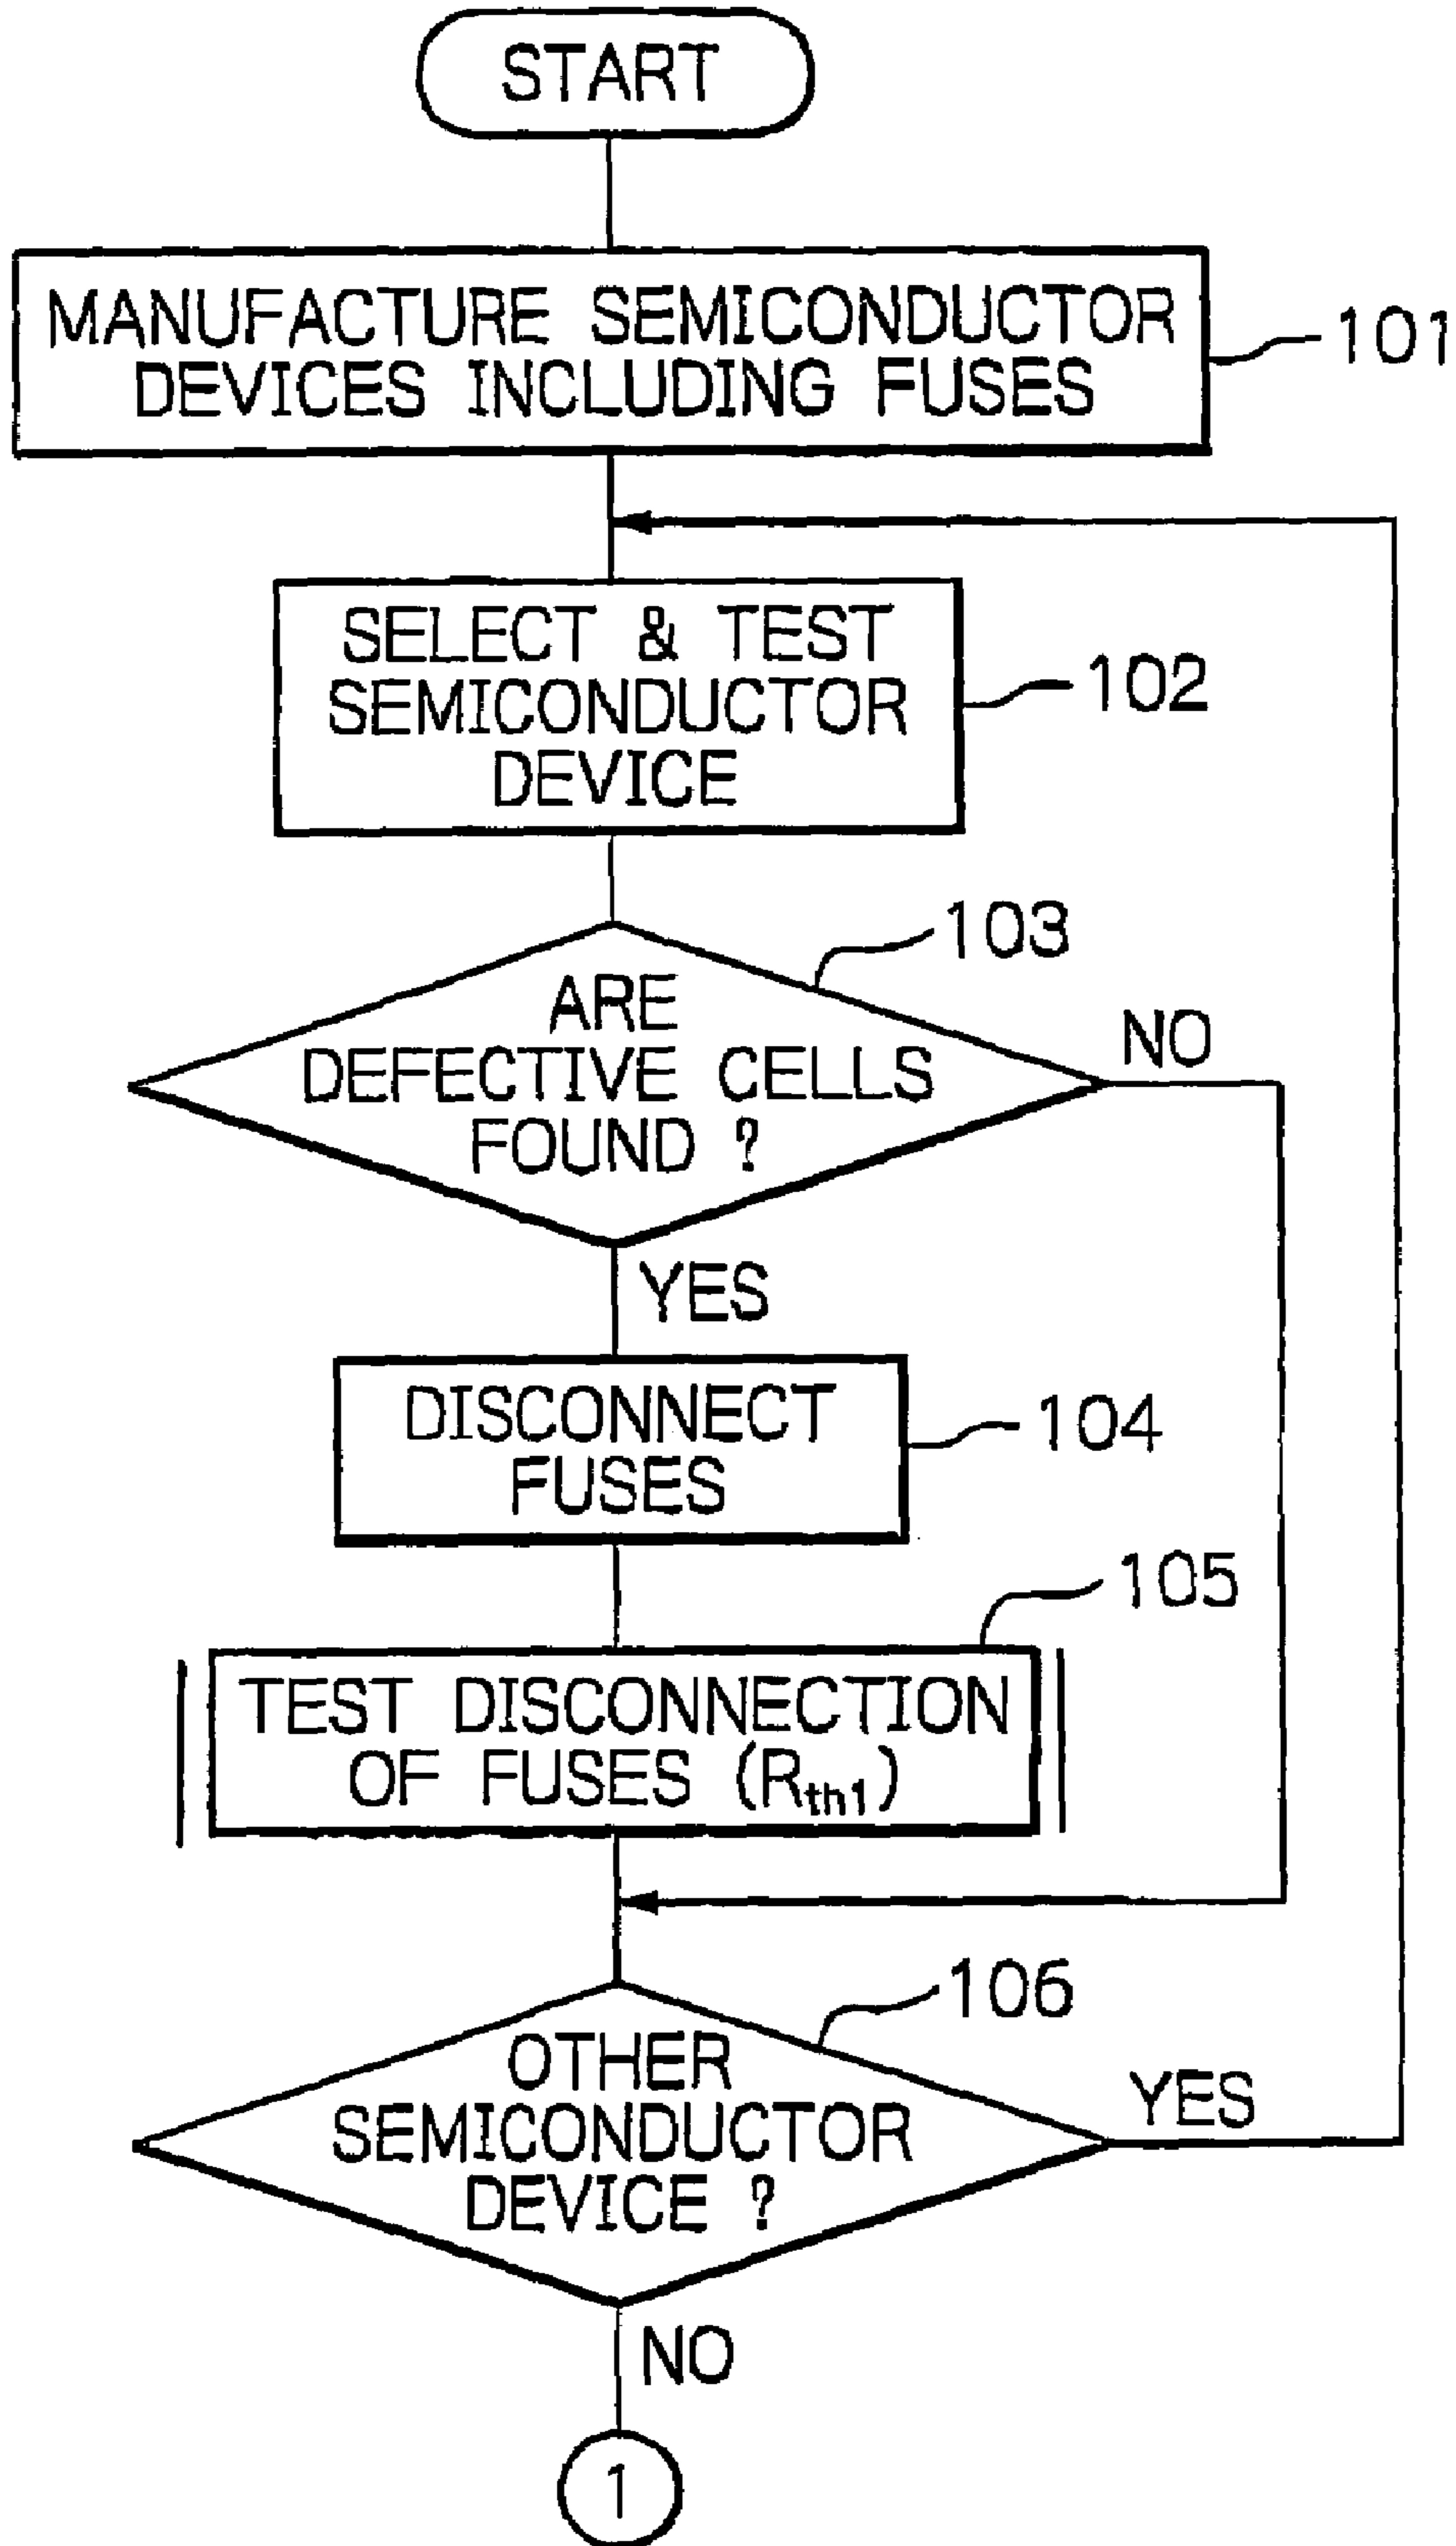 START
MANUFACTURE SEMICONDUCTOR
DEVICES INCLUDING FUSES
101
SELECT & TEST
SEMICONDUCTOR
DEVICE
102
103
ARE
DEFECTIVE CELLS
FOUND ?
NO
YES
DISCONNECT
FUSES
104
105
TEST DISCONNECTION
OF FUSES (Rth1)
106
OTHER
SEMICONDUCTOR
DEVICE ?
YES
NO
1